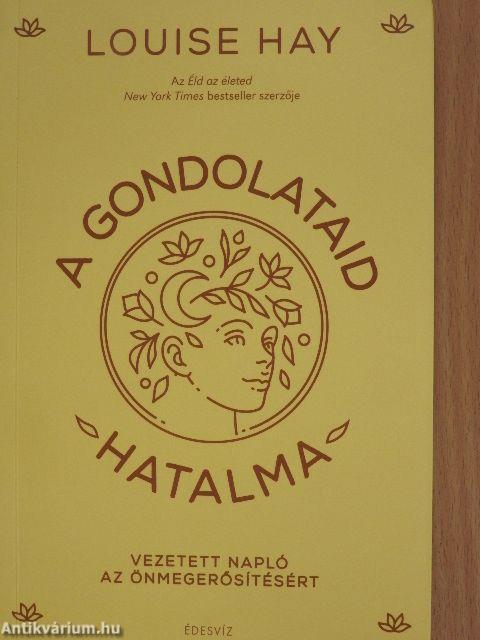 LOUISE HAY
Az Éld az életed
New York Times bestseller szerzője
A GONDOLATAID
HATALMA
VEZETETT NAPLÓ
AZ ÖNMEGERŐSÍTÉSÉRT
ÉDESVÍZ
Antikvárium.hu